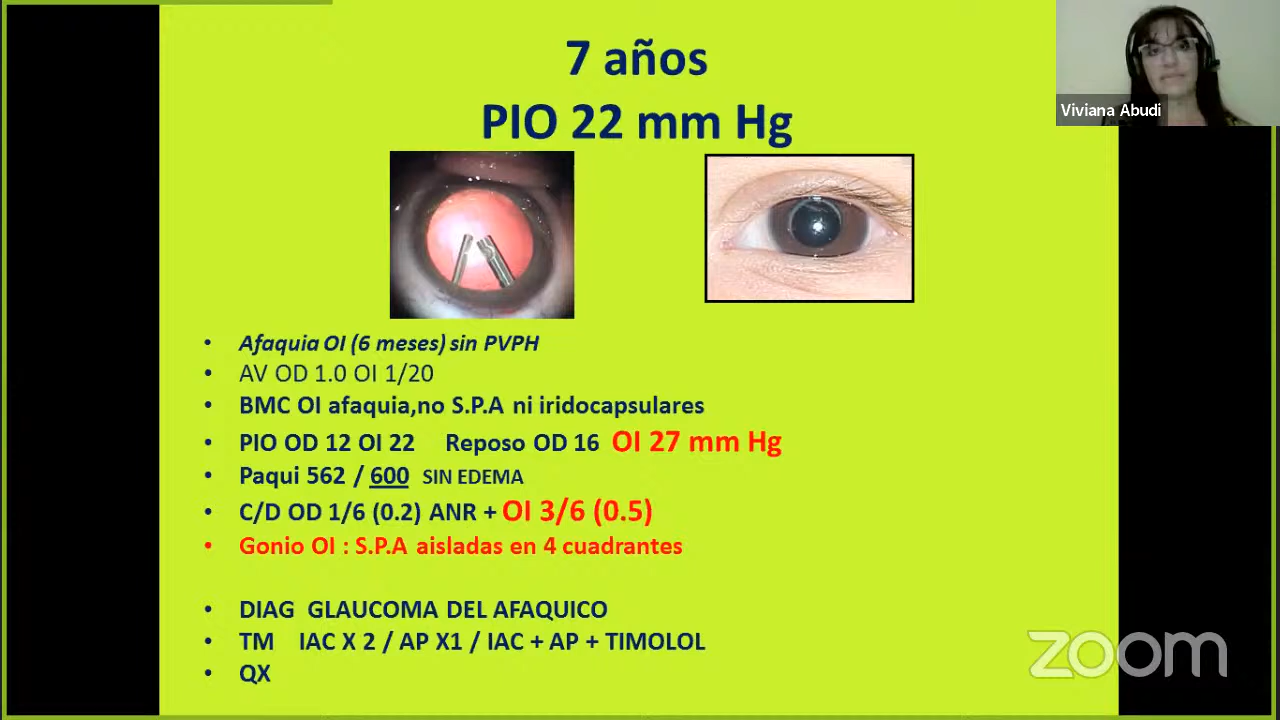 7 años
PIO 22 mm Hg
Viviana Abudi
• Afaquia OI (6 meses) sin PVPH
• AV OD 1.0 OI 1/20
• BMC OI afaquia,no S.P.A ni iridocapsulares
• PIO OD 12 OI 22 Reposo OD 16 OI 27 mm Hg
• Paqui 562 / 600 SIN EDEMA
• C/D OD 1/6 (0.2) ANR + OI 3/6 (0.5)
• Gonio OI : S.P.A aisladas en 4 cuadrantes
• DIAG GLAUCOMA DEL AFAQUICO
• TM IAC X 2 / AP X1 / IAC + AP + TIMOLOL
• QX
zoom